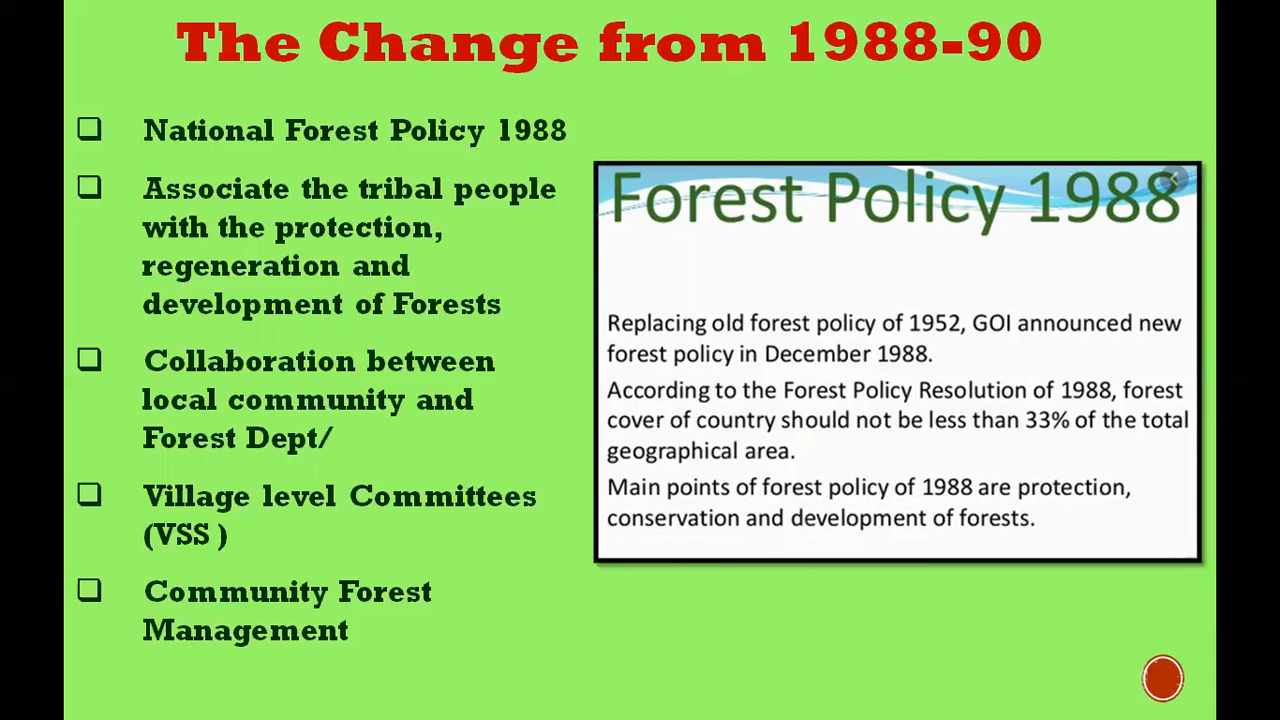 The Change from 1988-90
National Forest Policy 1988
Associate the tribal people
with the protection,
regeneration and
development of Forests
Collaboration between
local community and
Forest Dept/
Village level Committees
(VSS )
Community Forest
Management
Forest Policy 1988
Replacing old forest policy of 1952, GOI announced new
forest policy in December 1988.
According to the Forest Policy Resolution of 1988, forest
cover of country should not be less than 33% of the total
geographical area.
Main points of forest policy of 1988 are protection,
conservation and development of forests.